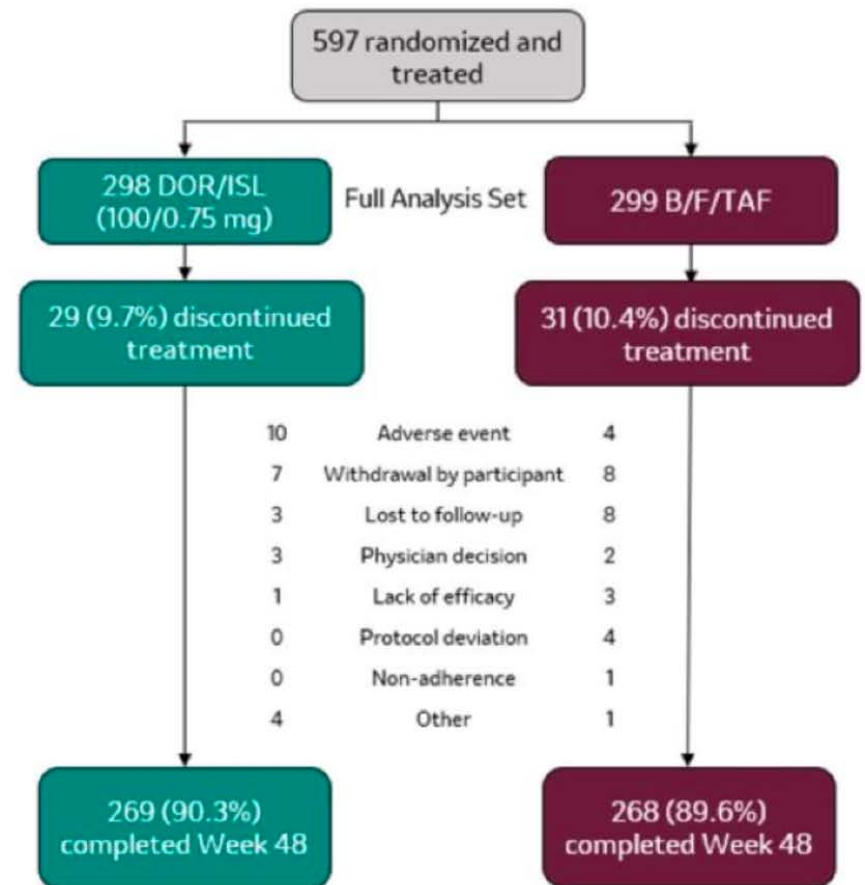 597 randomized and
treated
298 DOR/ISL
(100/0.75 mg)
Full Analysis Set
299 B/F/TAF
29 (9.7%) discontinued
treatment
31 (10.4%) discontinued
treatment
10 Adverse event 4
7 Withdrawal by participant 8
3 Lost to follow-up 8
3 Physician decision 2
1 Lack of efficacy 3
0 Protocol deviation 4
0 Non-adherence 1
4 Other 1
269 (90.3%)
completed Week 48
268 (89.6%)
completed Week 48